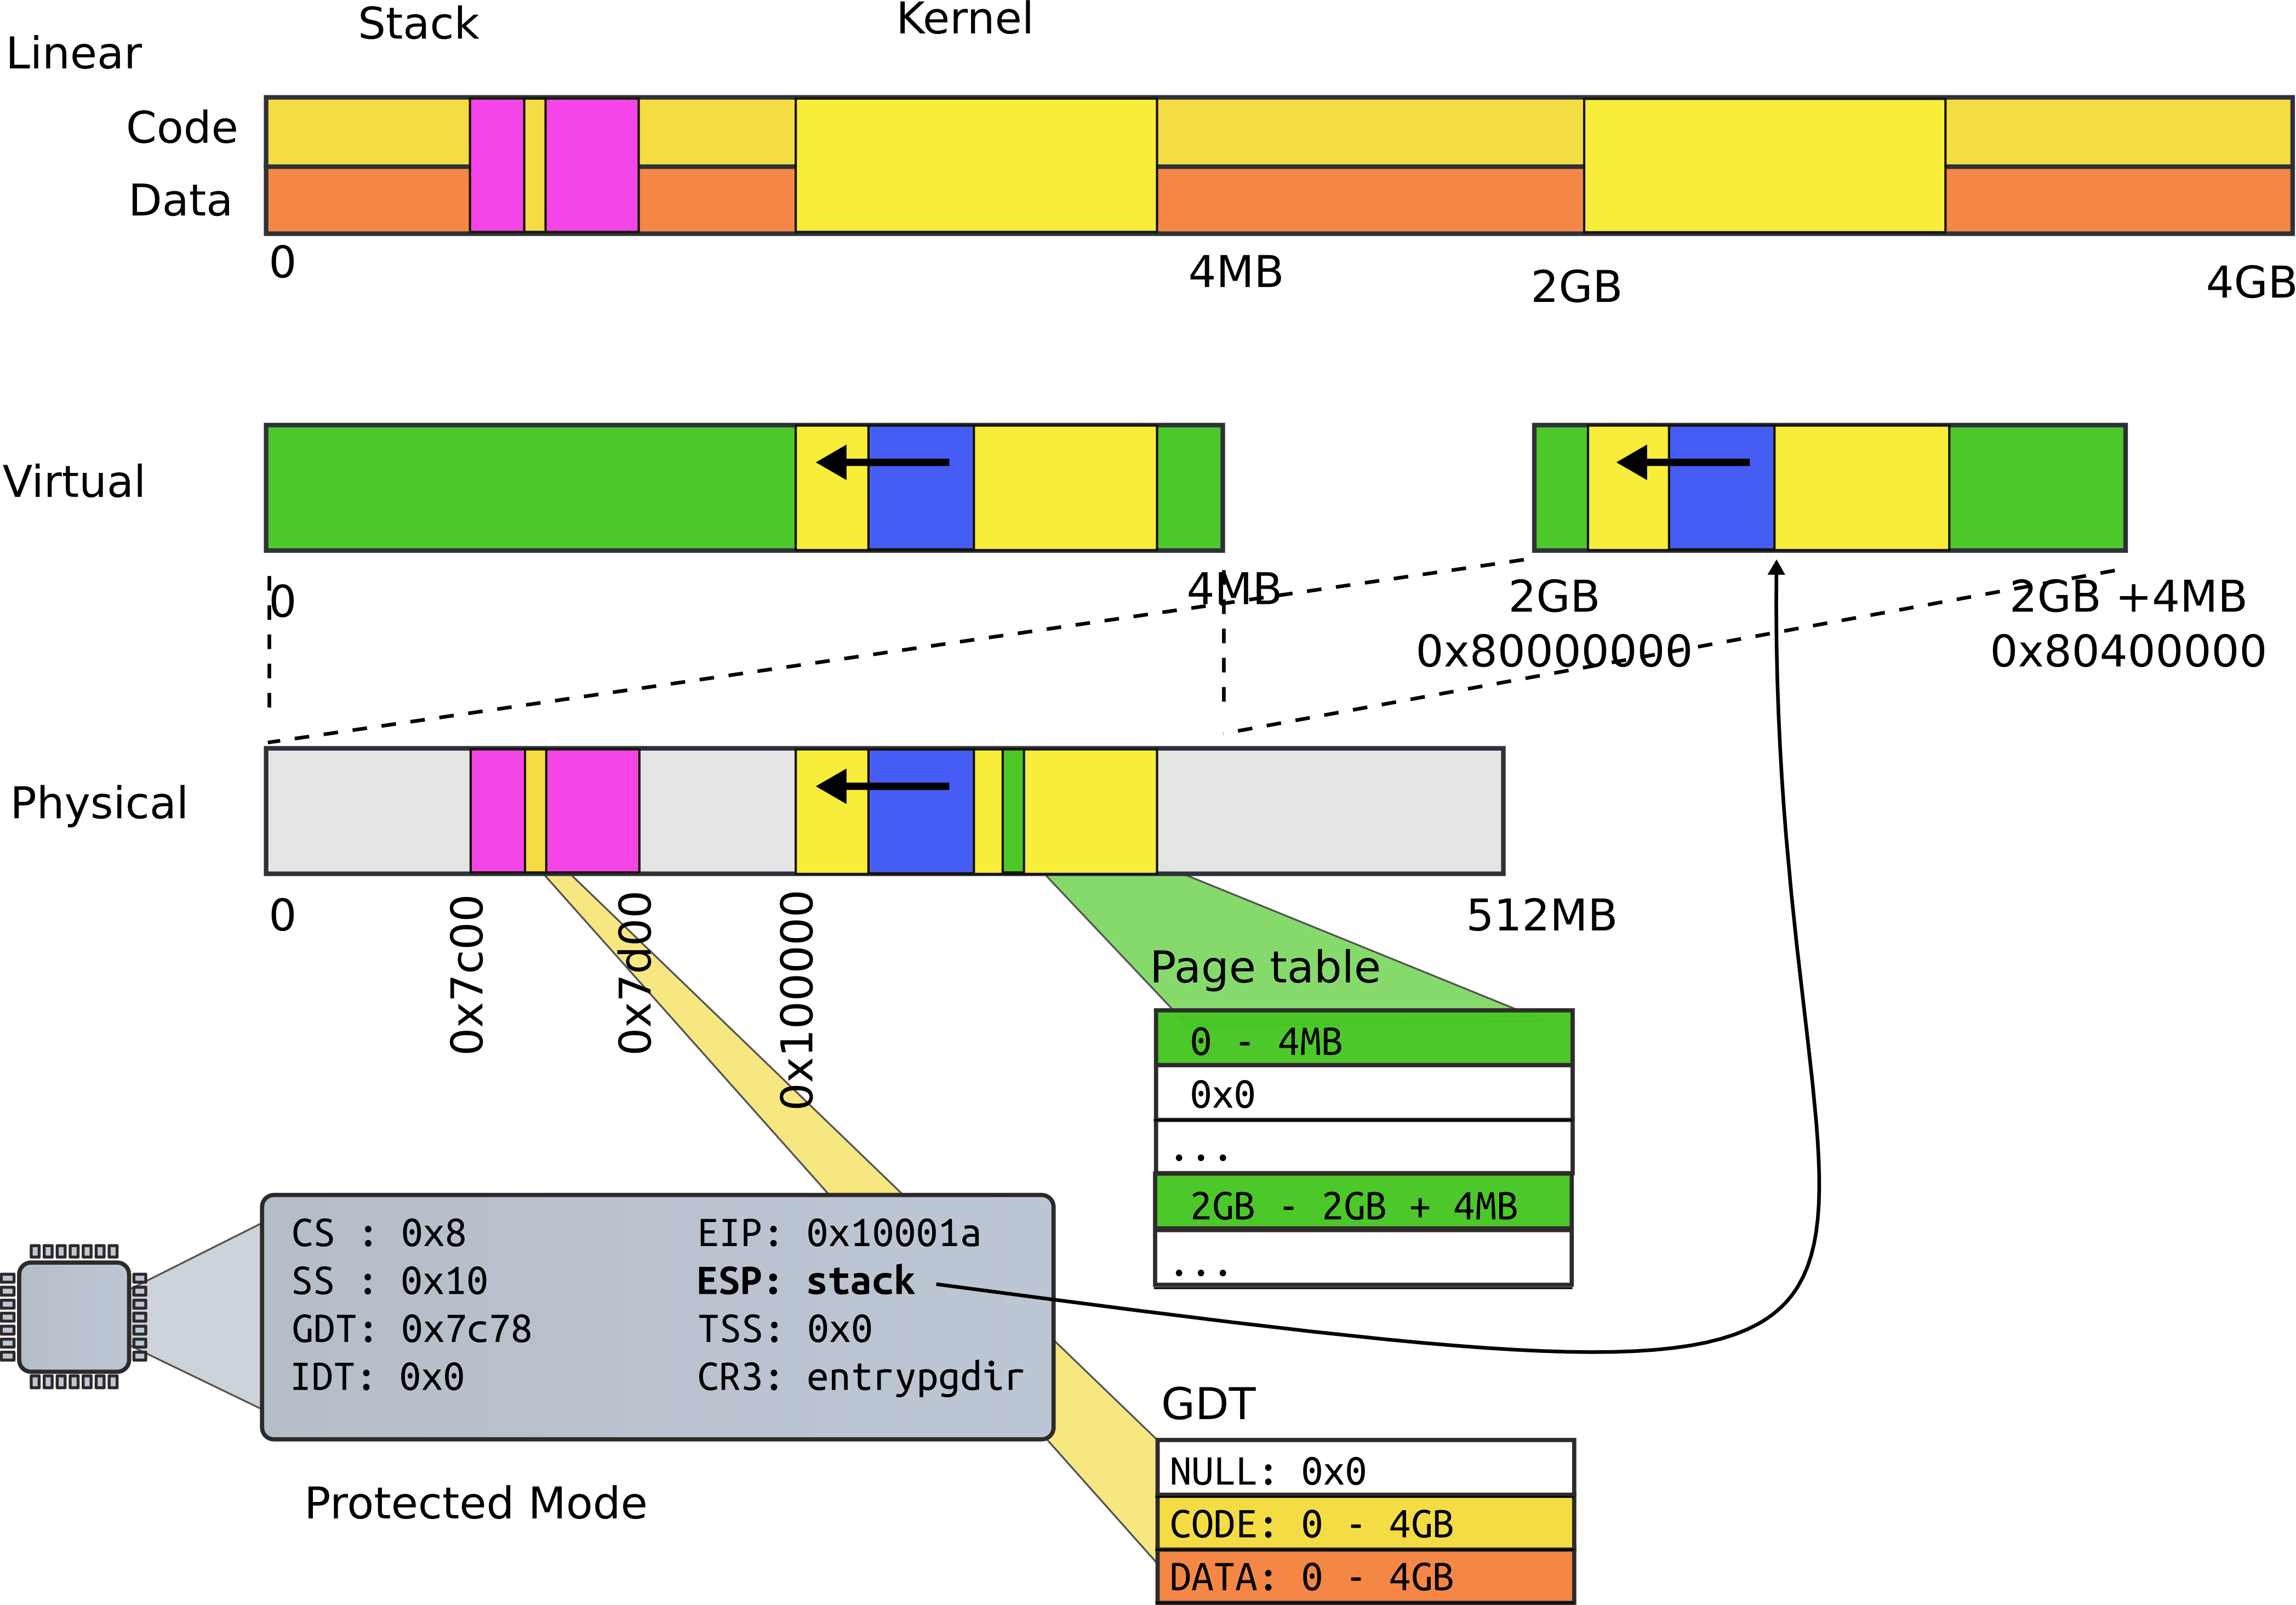 Stack
Kernel
Linear
Code
Data
0
4MB
2GB
4GB
Virtual
0
4MB
2GB
2GB +4MB
0x80000000
0x80400000
Physical
0
0x7c00
0x7d00
0x100000
512MB
Page table
0 - 4MB
0x0
...
2GB - 2GB + 4MB
...
CS : 0x8
EIP: 0x10001a
SS : 0x10
ESP: stack
GDT: 0x7c78
TSS: 0x0
IDT: 0x0
CR3: entrypgdir
Protected Mode
GDT
NULL: 0x0
CODE: 0 - 4GB
DATA: 0 - 4GB